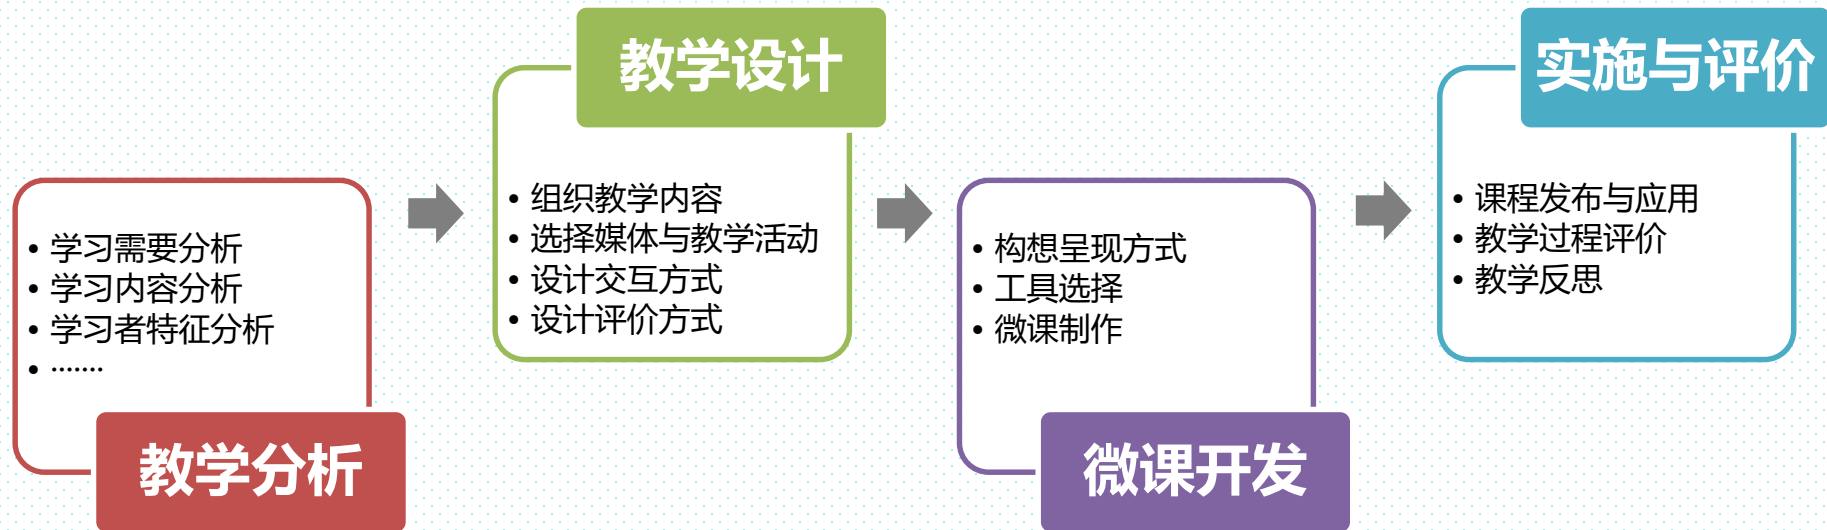 • 学习需要分析
• 学习内容分析
• 学习者特征分析
• ·······
教学分析
教学设计
• 组织教学内容
• 选择媒体与教学活动
• 设计交互方式
• 设计评价方式
• 构想呈现方式
• 工具选择
• 微课制作
微课开发
实施与评价
• 课程发布与应用
• 教学过程评价
• 教学反思